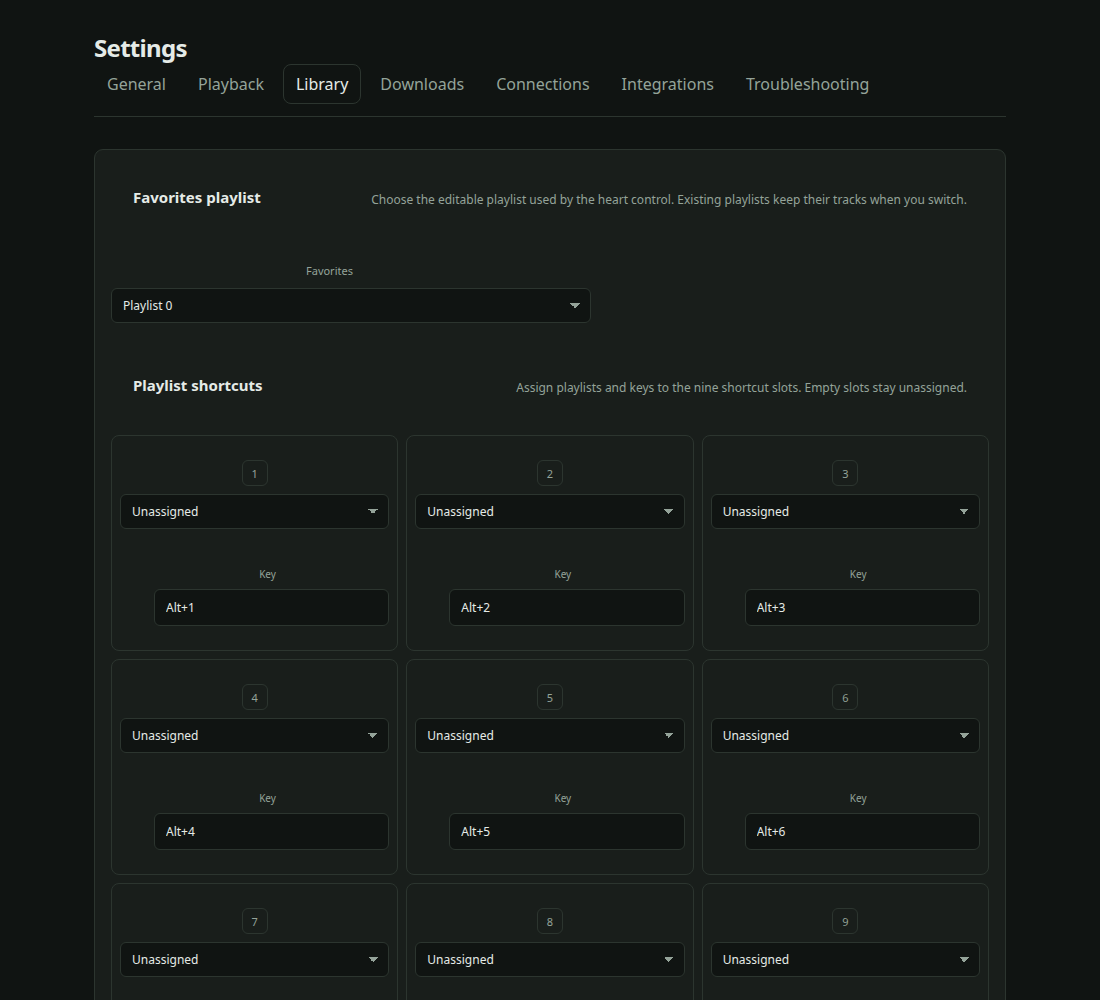 Settings
General Playback Library Downloads Connections Integrations Troubleshooting
Favorites playlist Choose the editable playlist used by the heart control. Existing playlists keep their tracks when you switch.
Favorites
Playlist 0
Playlist shortcuts Assign playlists and keys to the nine shortcut slots. Empty slots stay unassigned.
1 2 3
Unassigned Unassigned Unassigned
Key Key Key
Alt+1 Alt+2 Alt+3
4 5 6
Unassigned Unassigned Unassigned
Key Key Key
Alt+4 Alt+5 Alt+6
7 8 9
Unassigned Unassigned Unassigned